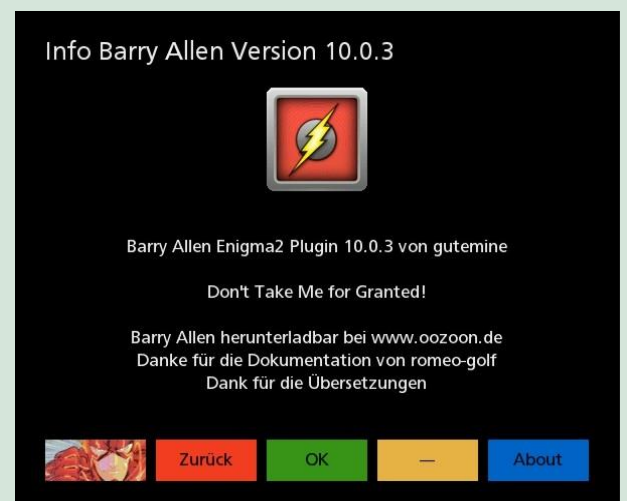 Info Barry Allen Version 10.0.3
Barry Allen Enigma2 Plugin 10.0.3 von gutemine
Don't Take Me for Granted!
Barry Allen herunterladbar bei www.oozoon.de
Danke für die Dokumentation von romeo-golf
Dank für die Übersetzungen
Zurück OK — About